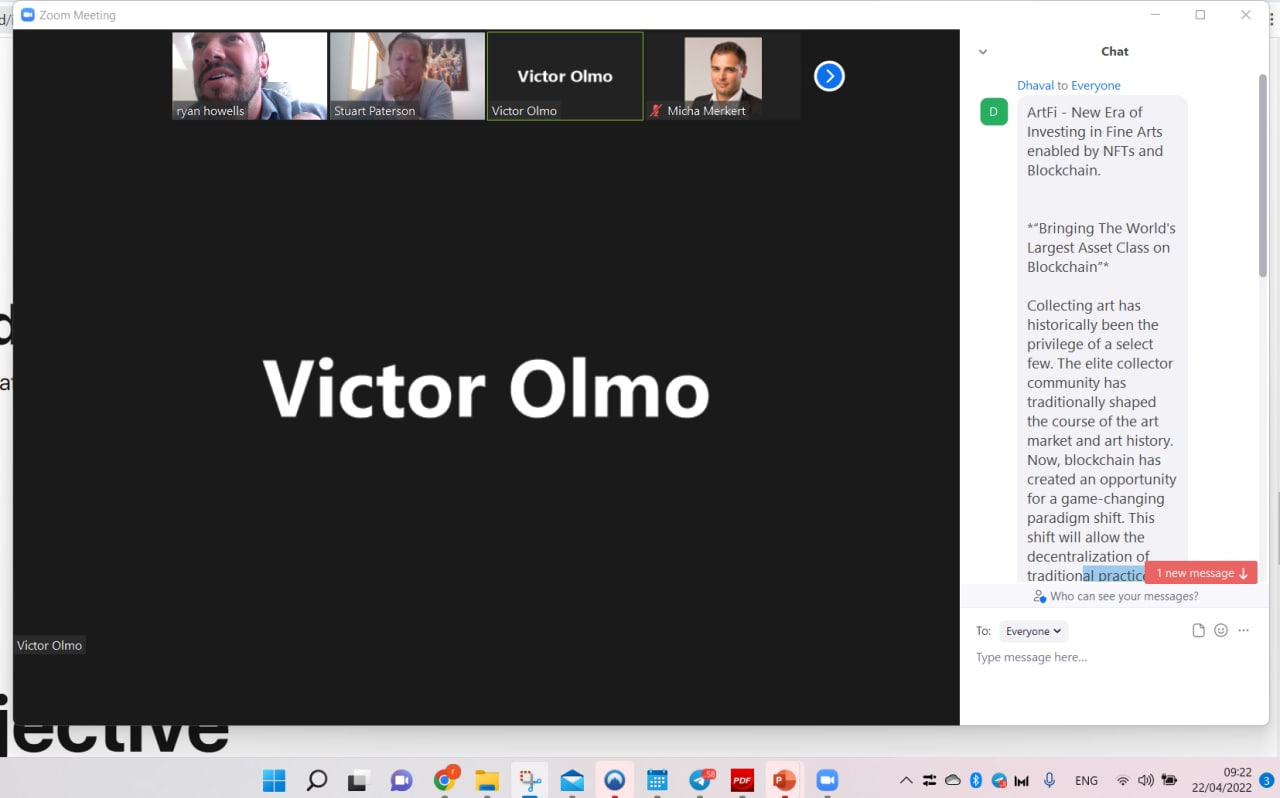 Zoom Meeting
Victor Olmo
ryan howells
Stuart Paterson
Victor Olmo
Micha Merkert
Victor Olmo
Victor Olmo
Chat
Dhaval to Everyone
D
ArtFi - New Era of
Investing in Fine Arts
enabled by NFTs and
Blockchain.
*“Bringing The World's
Largest Asset Class on
Blockchain”*
Collecting art has
historically been the
privilege of a select
few. The elite collector
community has
traditionally shaped
the course of the art
market and art history.
Now, blockchain has
created an opportunity
for a game-changing
paradigm shift. This
shift will allow the
decentralization of
traditional practice
1 new message
Who can see your messages?
To: Everyone
Type message here...
jective
58
PDF
P
ENG
09:22
22/04/2022
3